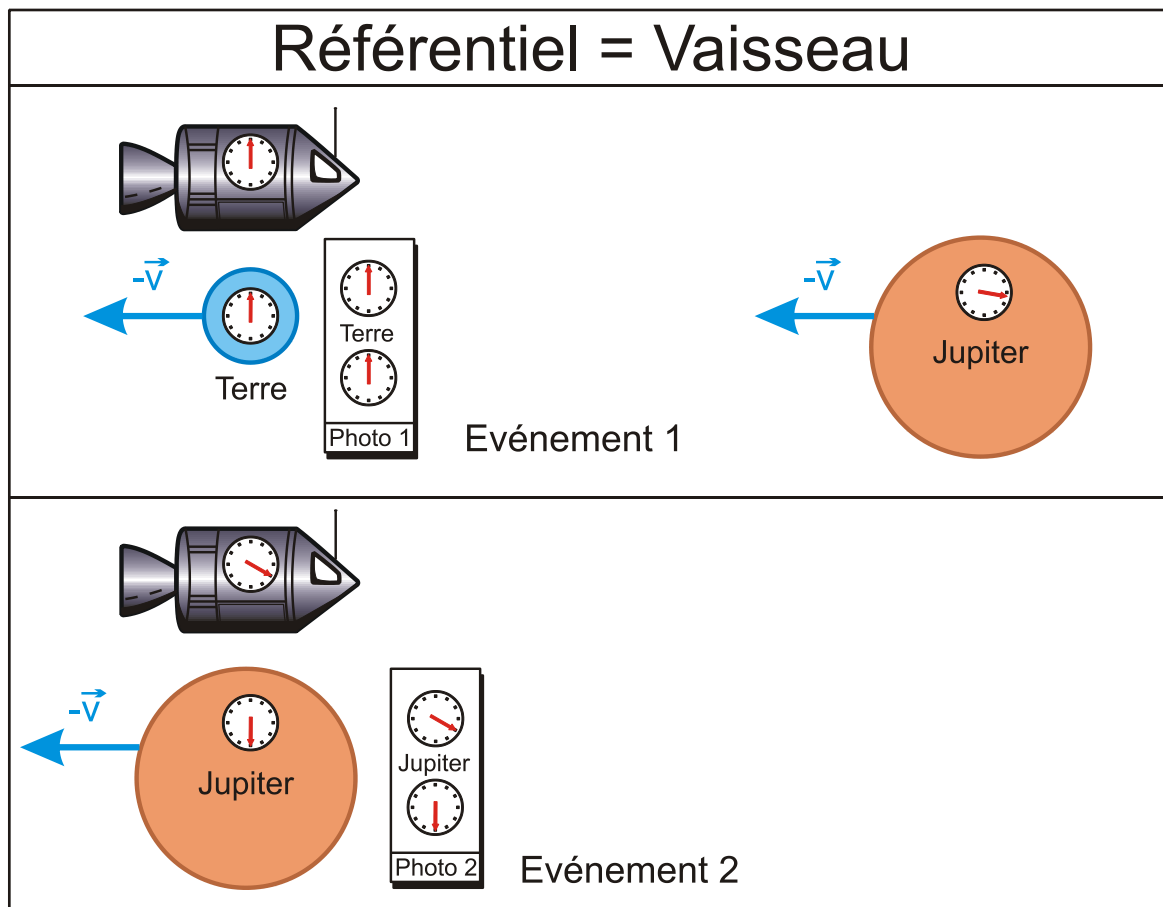 Référentiel = Vaisseau
-v
Terre
Terre
Photo 1
Evénement 1
-v
Jupiter
-v
Jupiter
Jupiter
Photo 2
Evénement 2